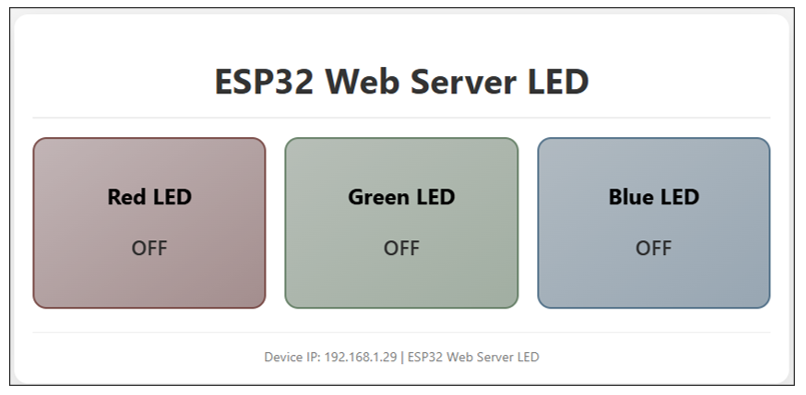 ESP32 Web Server LED
Red LED
Green LED
Blue LED
OFF
OFF
OFF
Device IP: 192.168.1.29 | ESP32 Web Server LED